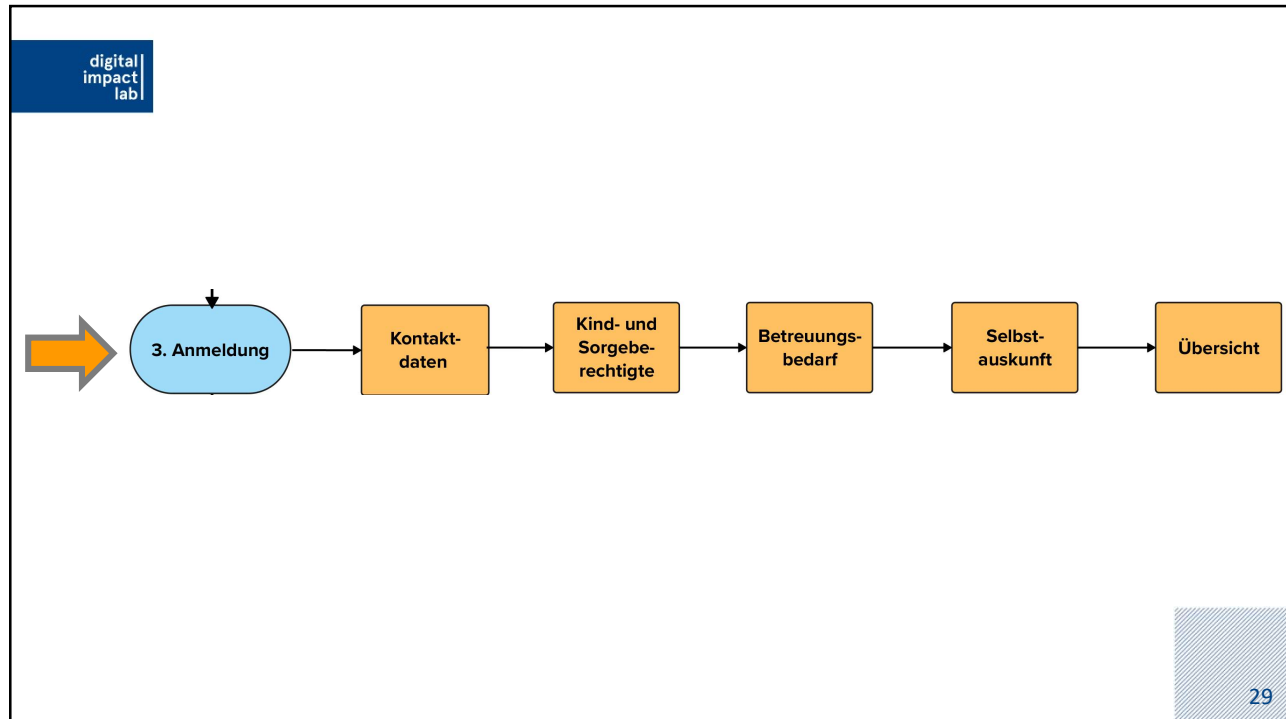 digital
impact
lab
3. Anmeldung
Kontakt-
daten
Kind- und
Sorgebe-
rechtigte
Betreuungs-
bedarf
Selbst-
auskunft
Übersicht
29